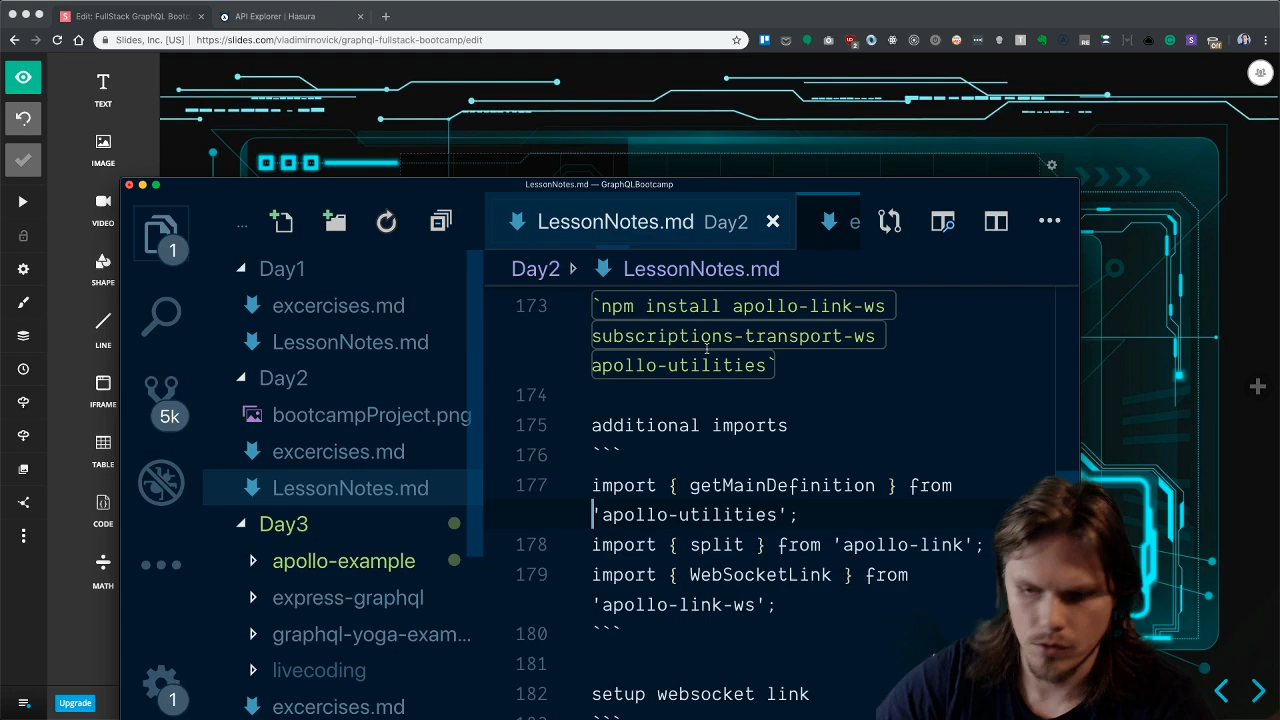 Edit: FullStack GraphQL Bootc
API Explorer | Hasura
Slides, Inc. [US]
https://slides.com/vladimirnovick/graphql-fullstack-bootcamp/edit
TEXT
IMAGE
VIDEO
SHAPE
LINE
IFRAME
TABLE
CODE
MATH
Upgrade
LessonNotes.md — GraphQLBootcamp
LessonNotes.md Day2
e
Day2
LessonNotes.md
1
5k
1
Day1
excercises.md
LessonNotes.md
Day2
bootcampProject.png
excercises.md
LessonNotes.md
Day3
apollo-example
express-graphql
graphql-yoga-exam...
livecoding
excercises.md
173 `npm install apollo-link-ws
subscriptions-transport-ws
apollo-utilities`
174
175 additional imports
176 ```
177 import { getMainDefinition } from
'apollo-utilities';
178 import { split } from 'apollo-link';
179 import { WebSocketLink } from
'apollo-link-ws';
180 ```
181
182 setup websocket link
183 ```